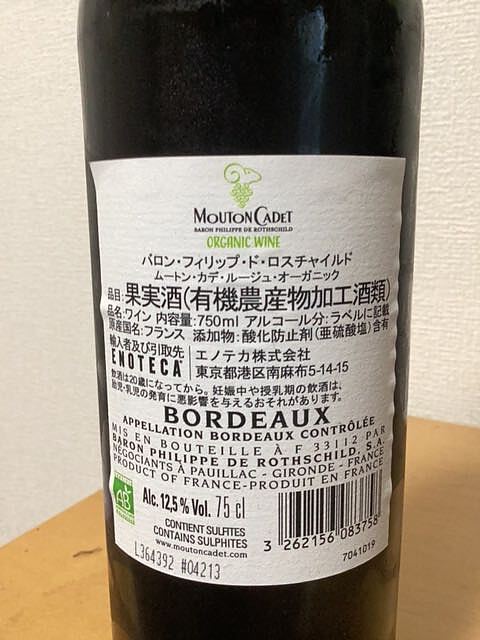 MOUTON CADET
BARON PHILIPPE DE ROTHSCHILD
ORGANIC WINE
バロン・フィリップ・ド・ロスチャイルド
ムートン・カデ・ルージュ・オーガニック
品目:果実酒(有機農産物加工酒類)
品名:ワイン 内容量:750ml アルコール分:ラベルに記載
原産国名:フランス 添加物:酸化防止剤(亜硫酸塩)含有
輸入者及び引取先 エノテカ株式会社
ENOTECA 東京都港区南麻布5-14-15
飲酒は20歳になってから。妊娠中や授乳期の飲酒は、
胎児・乳児の発育に悪影響を与えるおそれがあります。
BORDEAUX
APPELLATION BORDEAUX CONTRÔLÉE
MIS EN BOUTEILLE À F 33112 PAR
BARON PHILIPPE DE ROTHSCHILD, S.A.
NÉGOCIANTS À PAUILLAC - GIRONDE - FRANCE
PRODUCT OF FRANCE-PRODUIT EN FRANCE
AB
Alc. 12,5 % Vol. 75 cl
CONTIENT SULFITES
CONTAINS SULPHITES
www.moutoncadet.com
3 262156 083758
7041019
L364392 #04213